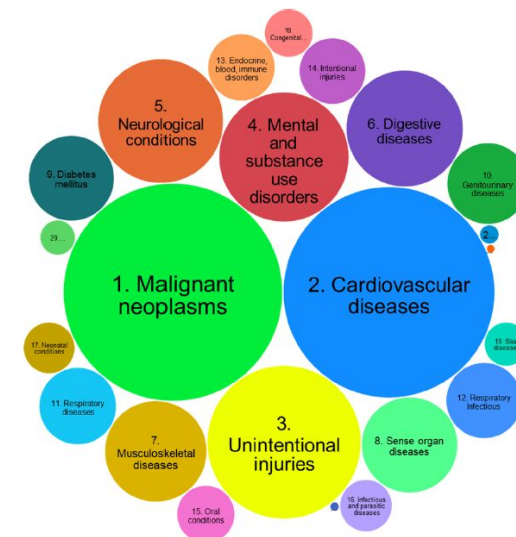 18.
Congenital...
13. Endocrine,
blood, immune
disorders
14. Intentional
injuries
5.
Neurological
conditions
4. Mental
and
substance
use
disorders
6. Digestive
diseases
9. Diabetes
mellitus
10.
Genitourinary
diseases
20....
2...
1. Malignant
neoplasms
2. Cardiovascular
diseases
17. Neonatal
conditions
19. Skin
diseases
11. Respiratory
diseases
12. Respiratory
Infectious
3.
Unintentional
injuries
7.
Musculoskeletal
diseases
8. Sense organ
diseases
15. Oral
conditions
16. Infectious
and parasitic
diseases